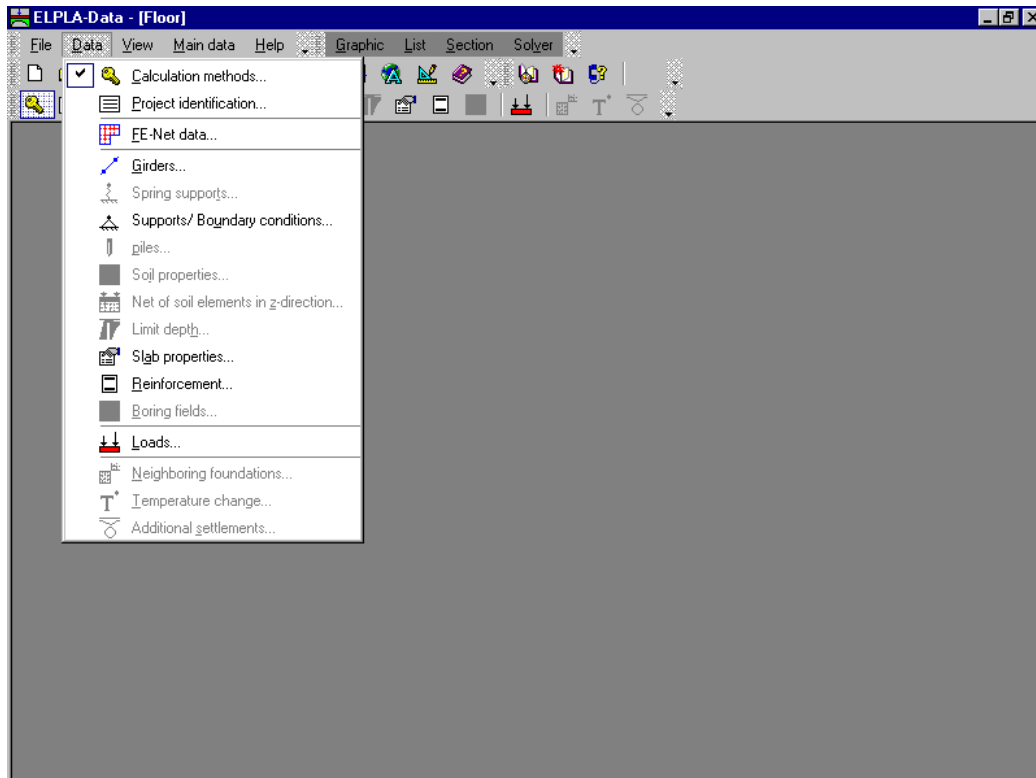 ELPLA-Data - [Floor]
File Data View Main data Help Graphic List Section Solver
Calculation methods...
Project identification...
FE-Net data...
Girders...
Spring supports...
Supports/ Boundary conditions...
piles...
Soil properties...
Net of soil elements in z-direction...
Limit depth...
Slab properties...
Reinforcement...
Boring fields...
Loads...
Neighboring foundations...
Temperature change...
Additional settlements...